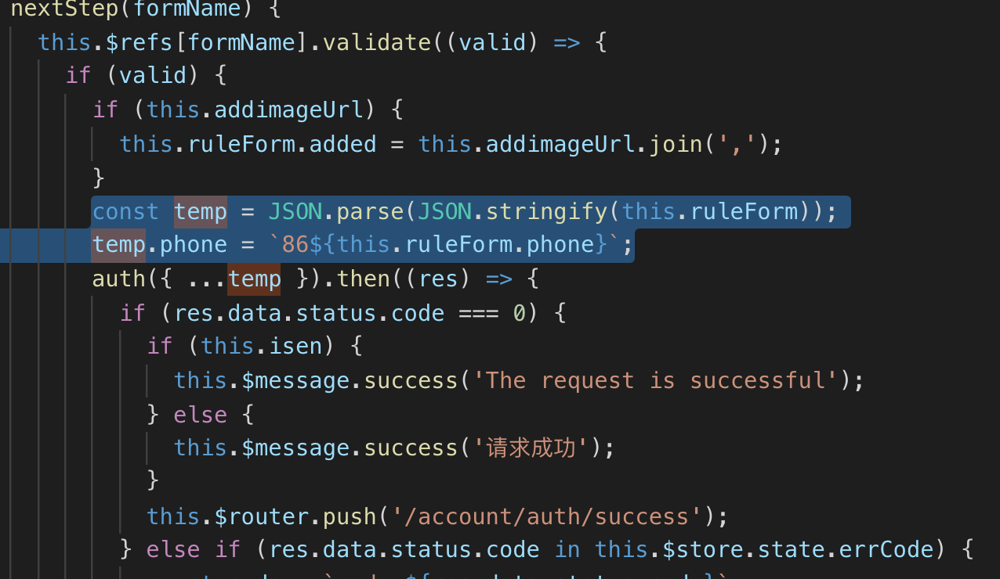 nextStep(formName) {
this.$refs[formName].validate((valid) => {
if (valid) {
if (this.addimageUrl) {
this.ruleForm.added = this.addimageUrl.join(',');
}
const temp = JSON.parse(JSON.stringify(this.ruleForm));
temp.phone = `86${this.ruleForm.phone}`;
auth({ ...temp }).then((res) => {
if (res.data.status.code === 0) {
if (this.isen) {
this.$message.success('The request is successful');
} else {
this.$message.success('请求成功');
}
this.$router.push('/account/auth/success');
} else if (res.data.status.code in this.$store.state.errCode) {